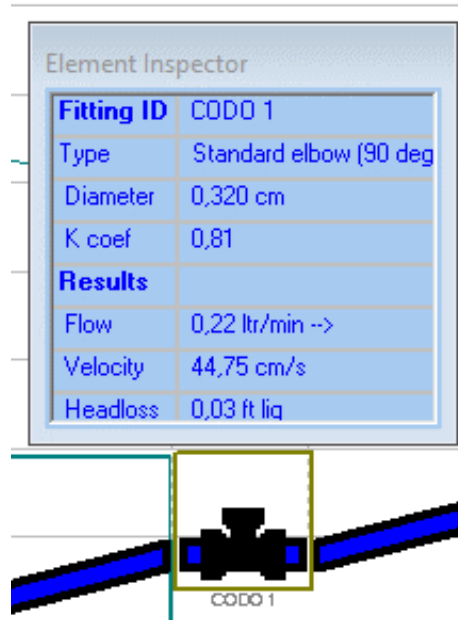 Element Inspector
Fitting ID CODO 1
Type Standard elbow (90 deg
Diameter 0,320 cm
K coef 0,81
Results
Flow 0,22 ltr/min -->
Velocity 44,75 cm/s
Headloss 0,03 ft liq
CODO 1